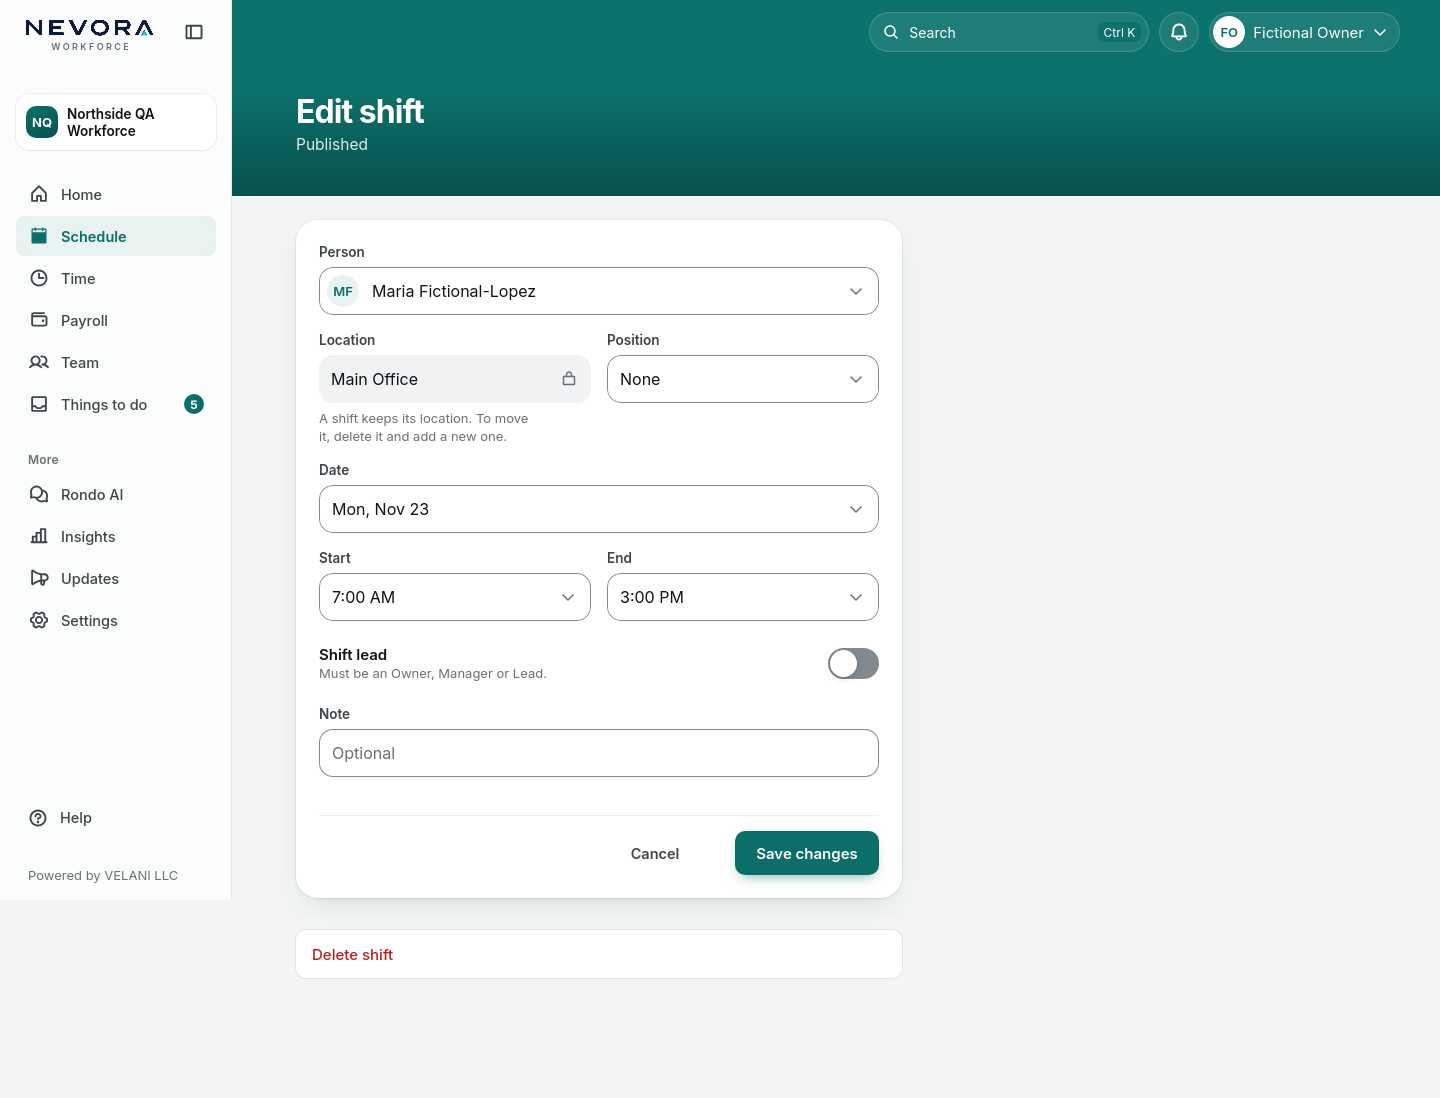 NEVORA
WORKFORCE
Search
Ctrl K
FO
Fictional Owner
NQ
Northside QA
Workforce
Home
Schedule
Time
Payroll
Team
Things to do
5
More
Rondo AI
Insights
Updates
Settings
Help
Powered by VELANI LLC
Edit shift
Published
Person
MF
Maria Fictional-Lopez
Location
Position
Main Office
None
A shift keeps its location. To move
it, delete it and add a new one.
Date
Mon, Nov 23
Start
End
7:00 AM
3:00 PM
Shift lead
Must be an Owner, Manager or Lead.
Note
Optional
Cancel
Save changes
Delete shift